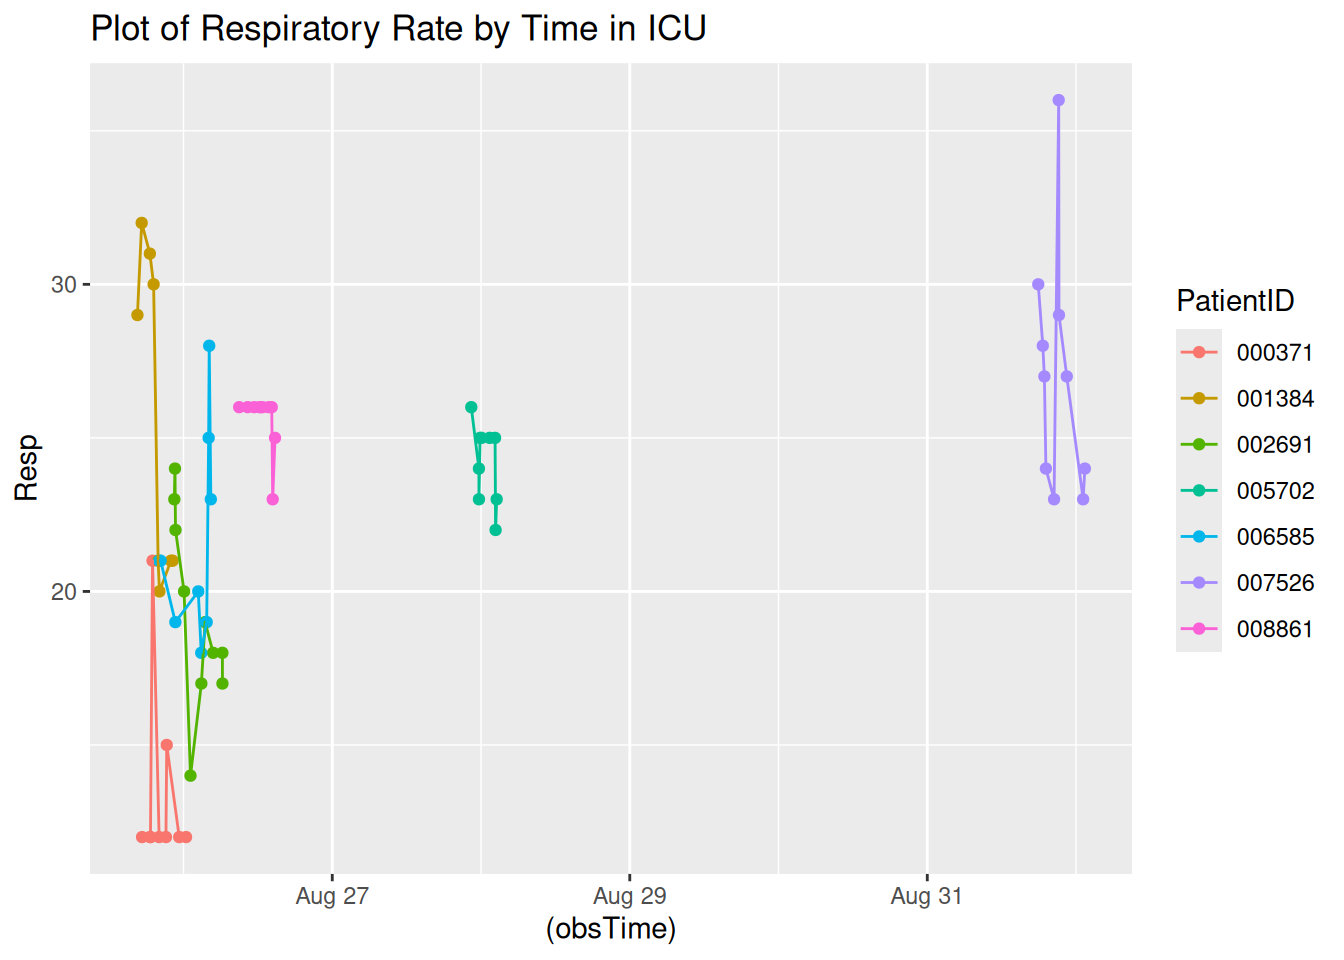 Plot of Respiratory Rate by Time in ICU
Resp
30
20
Aug 27
Aug 29
Aug 31
(obsTime)
PatientID
000371
001384
002691
005702
006585
007526
008861